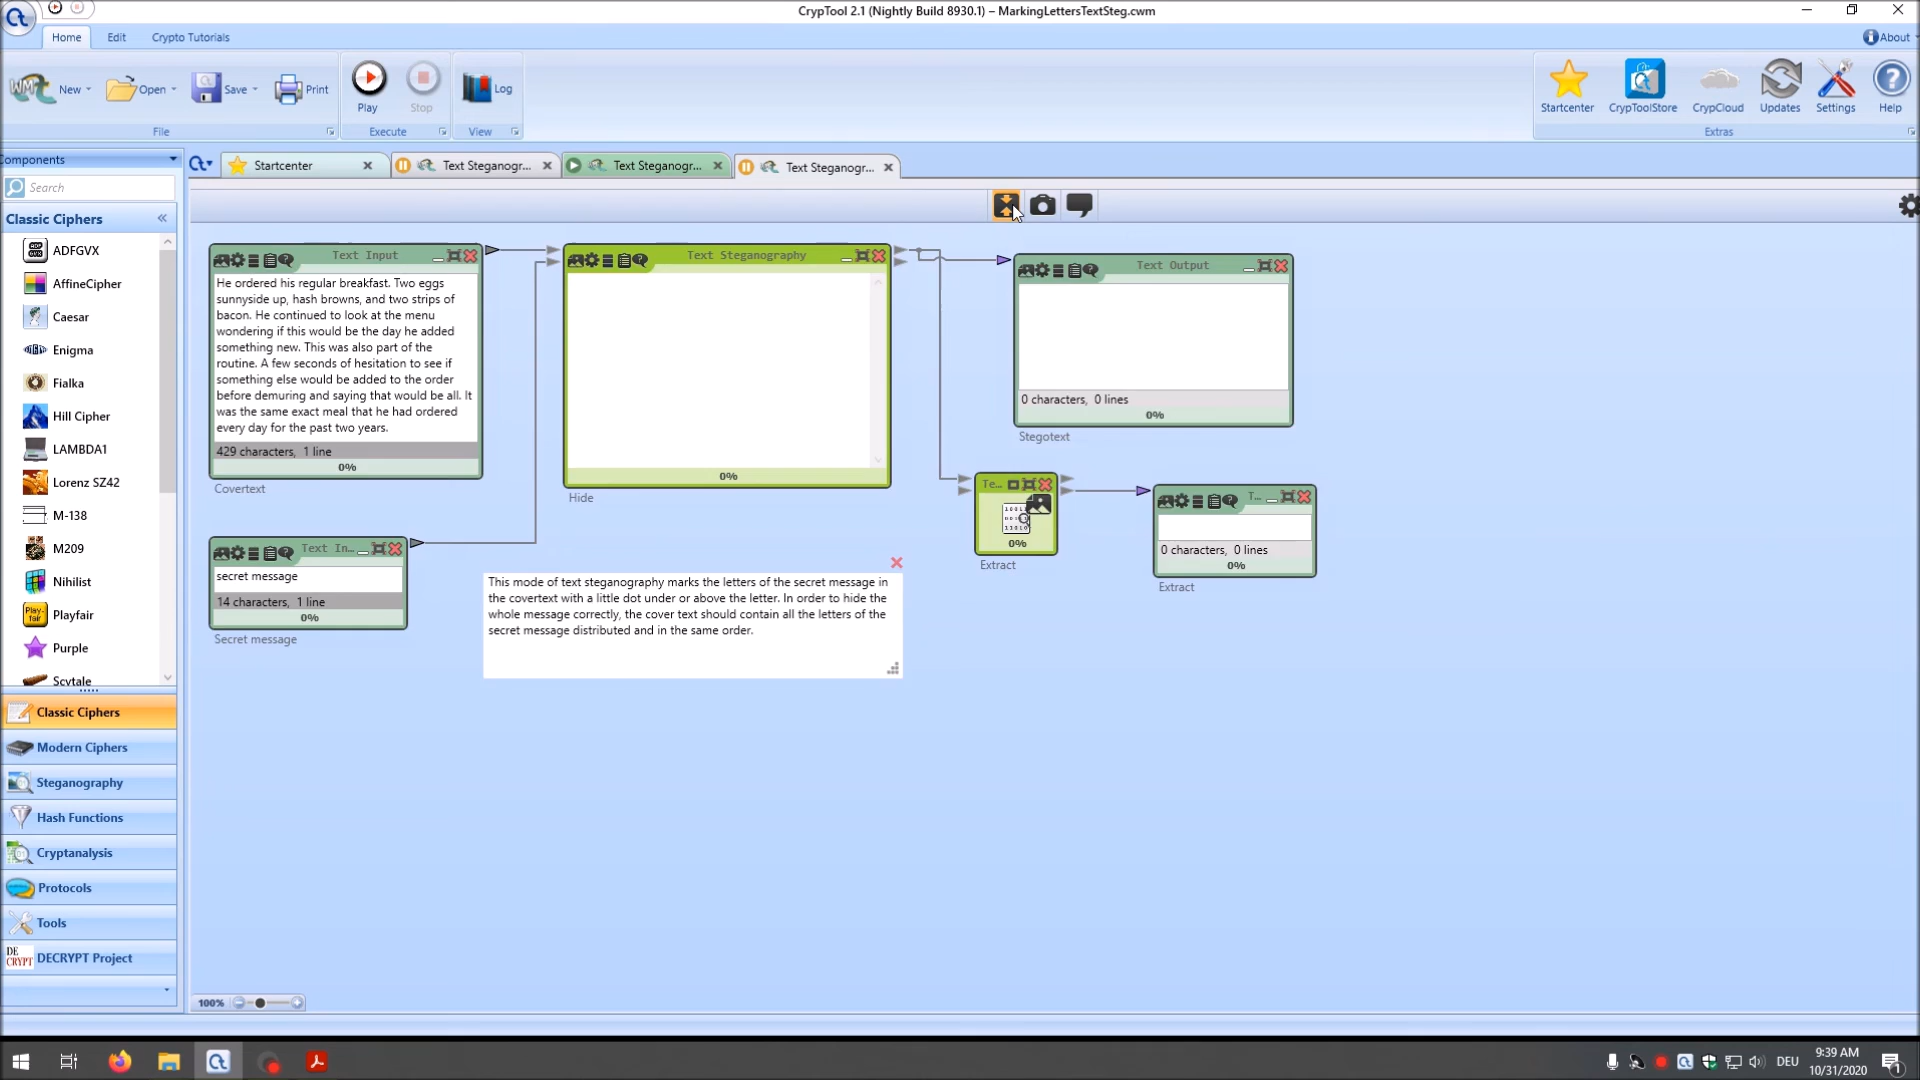 CrypTool 2.1 (Nightly Build 8930.1) – MarkingLettersTextSteg.cwm
Home
Edit
Crypto Tutorials
About
New
Open
Save
Print
Play
Stop
Log
Startcenter
CrypToolStore
CrypCloud
Updates
Settings
Help
File
Execute
View
Extras
Components
Startcenter
Text Steganogr...
Text Steganogr...
Text Steganogr...
Search
Classic Ciphers
ADFGVX
AffineCipher
Caesar
Enigma
Fialka
Hill Cipher
LAMBDA1
Lorenz SZ42
M-138
M209
Nihilist
Playfair
Purple
Scytale
Classic Ciphers
Modern Ciphers
Steganography
Hash Functions
Cryptanalysis
Protocols
Tools
DECRYPT Project
Text Input
He ordered his regular breakfast. Two eggs
sunnyside up, hash browns, and two strips of
bacon. He continued to look at the menu
wondering if this would be the day he added
something new. This was also part of the
routine. A few seconds of hesitation to see if
something else would be added to the order
before demuring and saying that would be all. It
was the same exact meal that he had ordered
every day for the past two years.
429 characters, 1 line
0%
Covertext
Text Steganography
0%
Hide
Text Output
0 characters, 0 lines
0%
Stegotext
Text In...
secret message
14 characters, 1 line
0%
Secret message
This mode of text steganography marks the letters of the secret message in
the covertext with a little dot under or above the letter. In order to hide the
whole message correctly, the cover text should contain all the letters of the
secret message distributed and in the same order.
Te...
0%
Extract
T...
0 characters, 0 lines
0%
Extract
100%
DEU
9:39 AM
10/31/2020